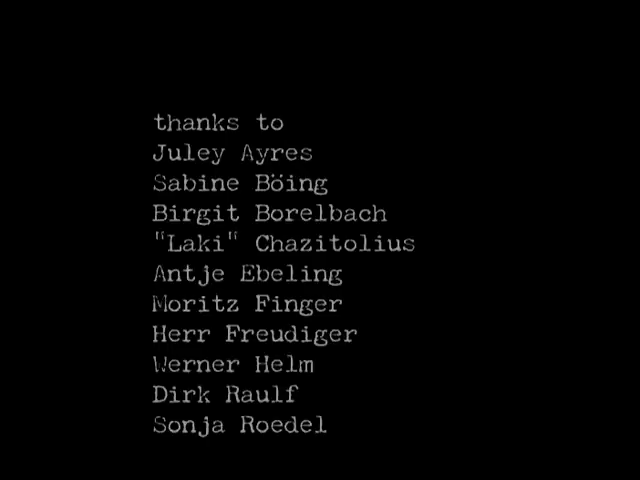 thanks to
Juley Ayres
Sabine Böing
Birgit Borelbach
"Laki" Chazitolius
Antje Ebeling
Moritz Finger
Herr Freudiger
Werner Helm
Dirk Raulf
Sonja Roedel